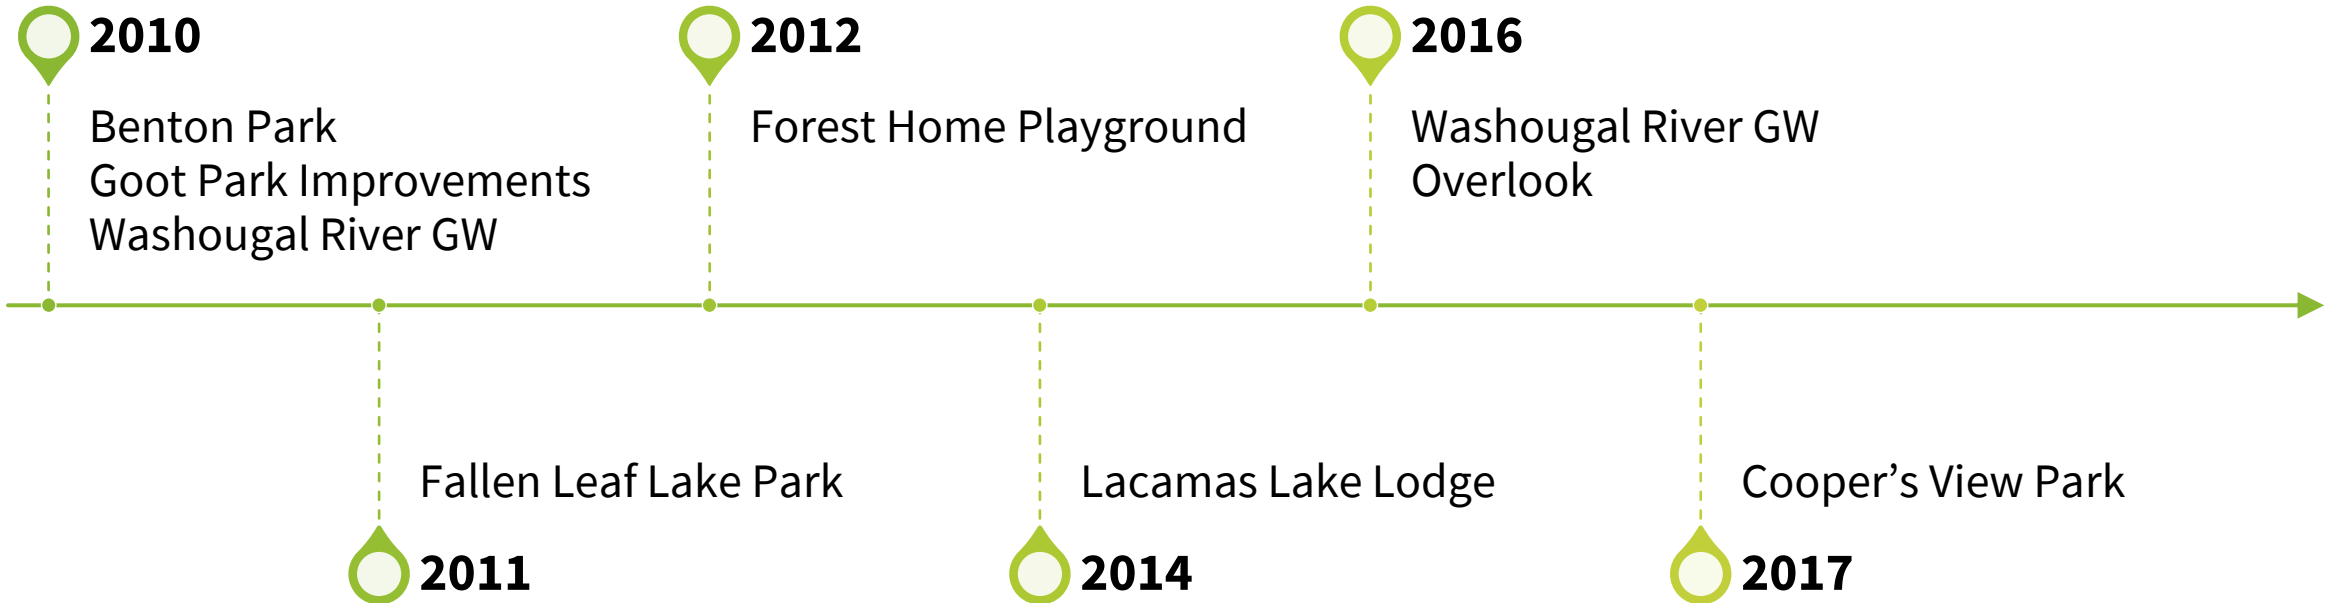 2010
Benton Park
Goot Park Improvements
Washougal River GW
2012
Forest Home Playground
2016
Washougal River GW
Overlook
Fallen Leaf Lake Park
2011
Lacamas Lake Lodge
2014
Cooper’s View Park
2017